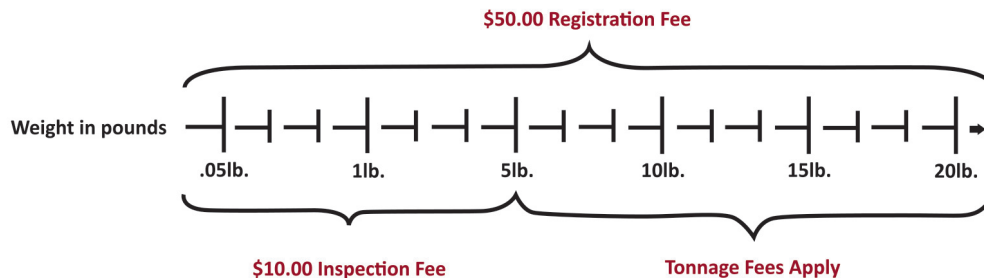 $50.00 Registration Fee
Weight in pounds
.05lb. 1lb. 5lb. 10lb. 15lb. 20lb.
$10.00 Inspection Fee Tonnage Fees Apply